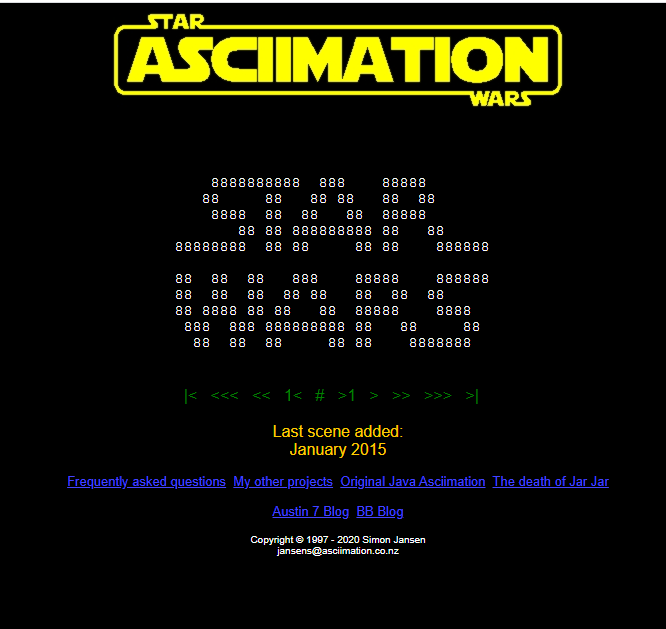 STAR
ASCIIMATION
WARS
    8888888888  888    88888
   88     88   88 88   88  88
    8888  88  88   88  88888
       88 88 888888888 88   88
88888888  88 88     88 88    888888
88  88  88   888    88888    888888
88  88  88  88 88   88  88  88
88 8888 88 88   88  88888    8888
 888  888 888888888 88   88     88
  88  88  88     88 88    8888888
|< <<< << 1< # >1 > >> >>> >|
Last scene added:
January 2015
Frequently asked questions My other projects Original Java Asciimation The death of Jar Jar
Austin 7 Blog BB Blog
Copyright © 1997 - 2020 Simon Jansen
jansens@asciimation.co.nz